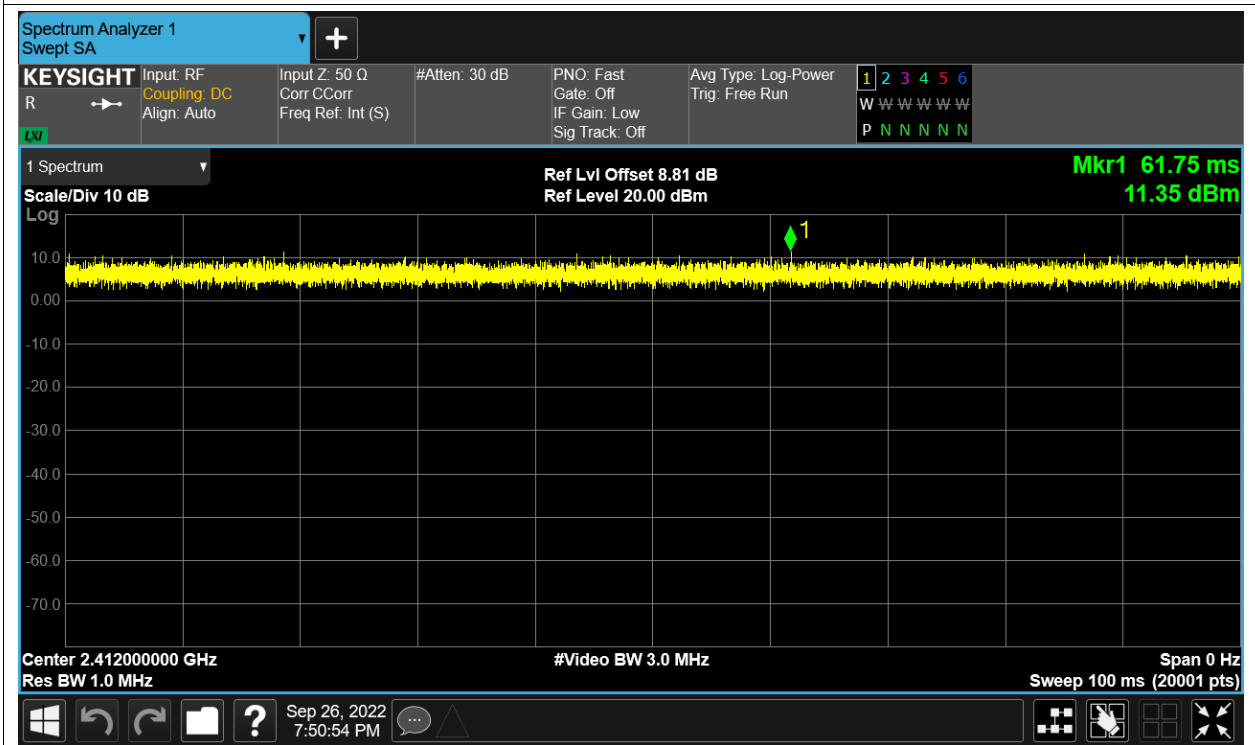 Spectrum Analyzer 1
Swept SA
+
KEYSIGHT
R
LXI
Input: RF
Coupling: DC
Align: Auto
Input Z: 50 Ω
Corr CCorr
Freq Ref: Int (S)
#Atten: 30 dB
PNO: Fast
Gate: Off
IF Gain: Low
Sig Track: Off
Avg Type: Log-Power
Trig: Free Run
1 2 3 4 5 6
W W W W W W
P N N N N N
1 Spectrum
Scale/Div 10 dB
Log
Ref Lvl Offset 8.81 dB
Ref Level 20.00 dBm
Mkr1 61.75 ms
11.35 dBm
1
10.0
0.00
-10.0
-20.0
-30.0
-40.0
-50.0
-60.0
-70.0
Center 2.412000000 GHz
Res BW 1.0 MHz
#Video BW 3.0 MHz
Span 0 Hz
Sweep 100 ms (20001 pts)
?
Sep 26, 2022
7:50:54 PM